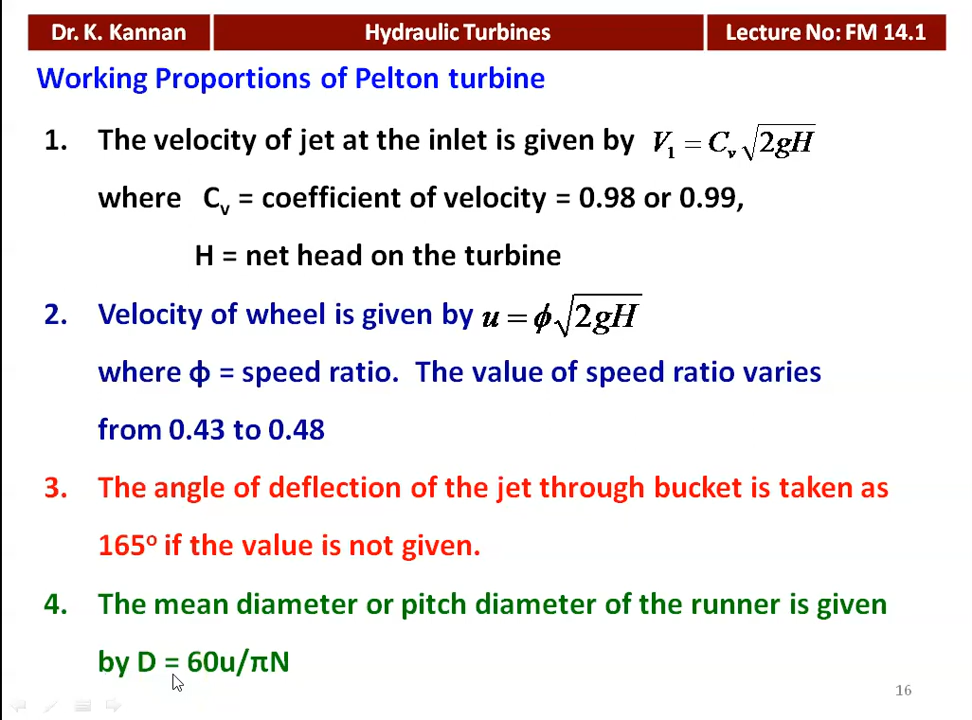 Dr. K. Kannan Hydraulic Turbines Lecture No: FM 14.1
Working Proportions of Pelton turbine
1. The velocity of jet at the inlet is given by V₁ = Cᵥ√2gH
where Cᵥ = coefficient of velocity = 0.98 or 0.99,
H = net head on the turbine
2. Velocity of wheel is given by u = ϕ√2gH
where ф = speed ratio. The value of speed ratio varies
from 0.43 to 0.48
3. The angle of deflection of the jet through bucket is taken as
165° if the value is not given.
4. The mean diameter or pitch diameter of the runner is given
by D = 60u/πN
16